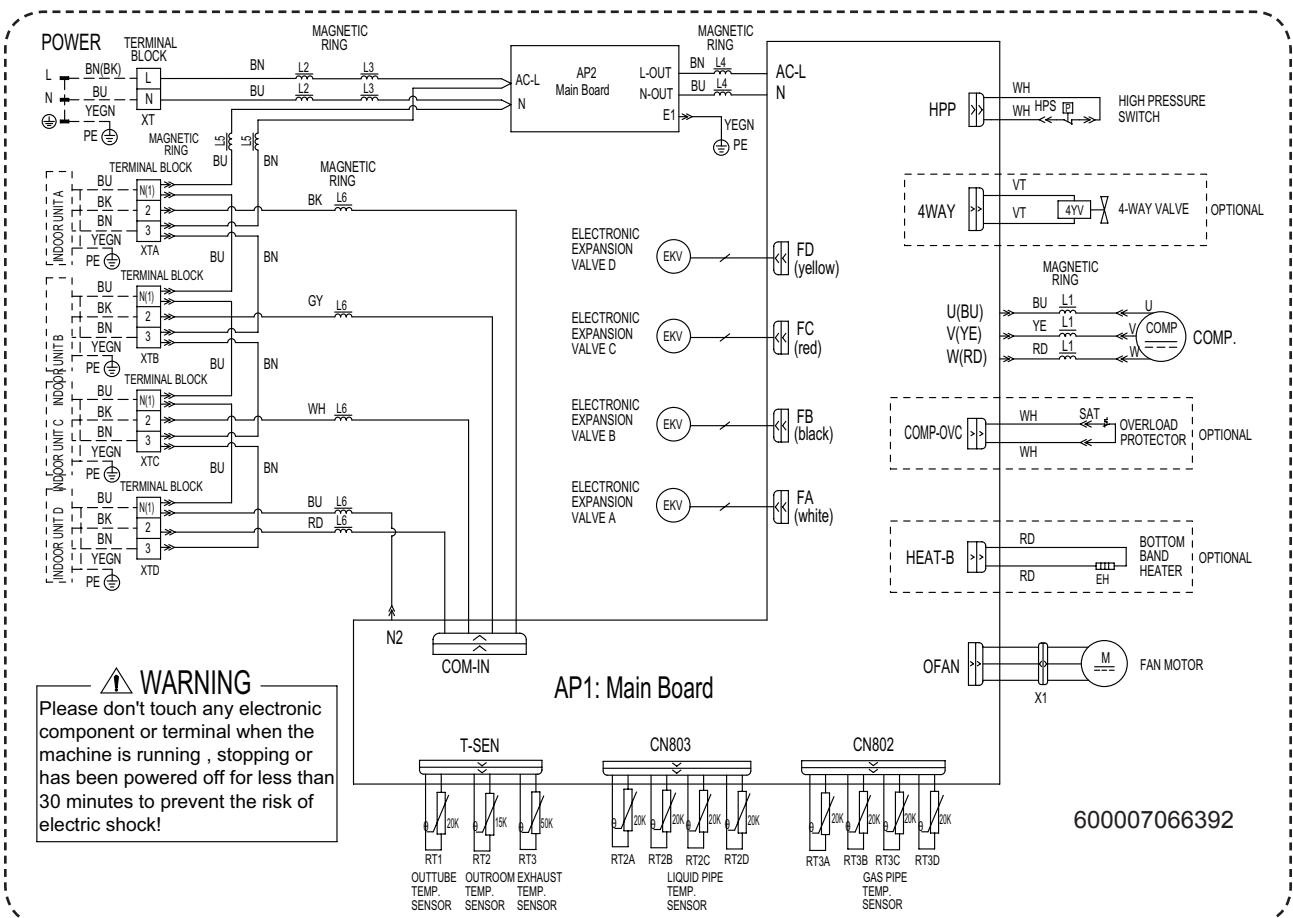 POWER
TERMINAL
BLOCK
MAGNETIC
RING
MAGNETIC
RING
L
BN(BK)
L
BN
L2
L3
AC-L
AP2
Main Board
L-OUT
BN
L4
AC-L
N
BU
N
BU
L2
L3
N
N-OUT
BU
L4
N
YEGN
XT
E1
YEGN
PE
PE
HPP
WH
WH
HPS
P
HIGH PRESSURE
SWITCH
MAGNETIC
RING
L5
L5
BU
BN
TERMINAL BLOCK
MAGNETIC
RING
INDOOR UNIT A
BU
BK
BN
YEGN
PE
N(1)
2
3
XTA
BK
L6
BU
BN
4WAY
VT
VT
4YV
4-WAY VALVE
OPTIONAL
ELECTRONIC
EXPANSION
VALVE D
EKV
FD
(yellow)
TERMINAL BLOCK
INDOOR UNIT B
BU
BK
BN
YEGN
PE
N(1)
2
3
XTB
GY
L6
BU
BN
ELECTRONIC
EXPANSION
VALVE C
EKV
FC
(red)
MAGNETIC
RING
U(BU)
V(YE)
W(RD)
BU
L1
U
YE
L1
V
RD
L1
W
COMP
COMP.
TERMINAL BLOCK
INDOOR UNIT C
BU
BK
BN
YEGN
PE
N(1)
2
3
XTC
WH
L6
BU
BN
ELECTRONIC
EXPANSION
VALVE B
EKV
FB
(black)
COMP-OVC
WH
SAT
WH
OVERLOAD
PROTECTOR
OPTIONAL
TERMINAL BLOCK
INDOOR UNIT D
BU
BK
BN
YEGN
PE
N(1)
2
3
XTD
BU
L6
RD
L6
ELECTRONIC
EXPANSION
VALVE A
EKV
FA
(white)
HEAT-B
RD
RD
EH
BOTTOM
BAND
HEATER
OPTIONAL
N2
COM-IN
AP1: Main Board
OFAN
X1
M
FAN MOTOR
WARNING
Please don't touch any electronic
component or terminal when the
machine is running , stopping or
has been powered off for less than
30 minutes to prevent the risk of
electric shock!
T-SEN
CN803
CN802
θ
20K
θ
15K
θ
50K
θ
20K
θ
20K
θ
20K
θ
20K
θ
20K
θ
20K
θ
20K
θ
20K
RT1
RT2
RT3
RT2A
RT2B
RT2C
RT2D
RT3A
RT3B
RT3C
RT3D
OUTTUBE
TEMP.
SENSOR
OUTROOM
TEMP.
SENSOR
EXHAUST
TEMP.
SENSOR
LIQUID PIPE
TEMP.
SENSOR
GAS PIPE
TEMP.
SENSOR
600007066392